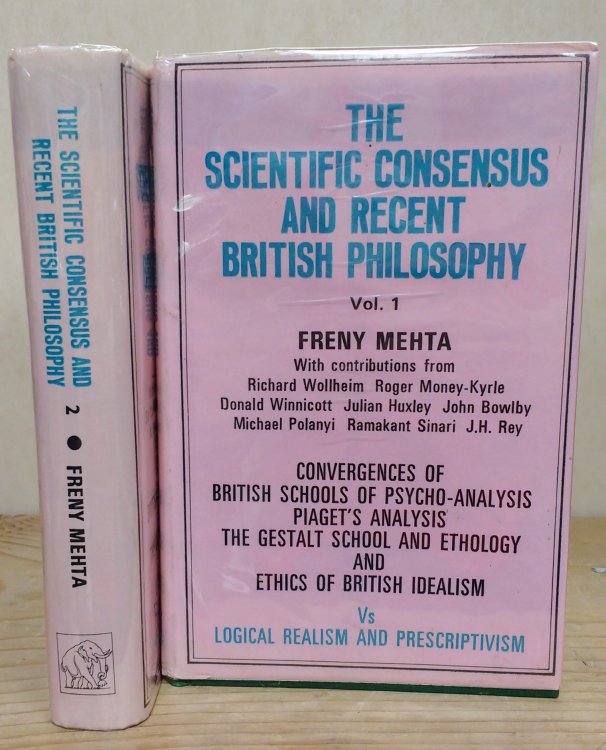 THE SCIENTIFIC CONSENSUS AND
RECENT BRITISH PHILOSOPHY
2 ● FRENY MEHTA
THE
SCIENTIFIC CONSENSUS
AND RECENT
BRITISH PHILOSOPHY
Vol. 1
FRENY MEHTA
With contributions from
Richard Wollheim Roger Money-Kyrle
Donald Winnicott Julian Huxley John Bowlby
Michael Polanyi Ramakant Sinari J.H. Rey
CONVERGENCES OF
BRITISH SCHOOLS OF PSYCHO-ANALYSIS
PIAGET'S ANALYSIS
THE GESTALT SCHOOL AND ETHOLOGY
AND
ETHICS OF BRITISH IDEALISM
Vs
LOGICAL REALISM AND PRESCRIPTIVISM